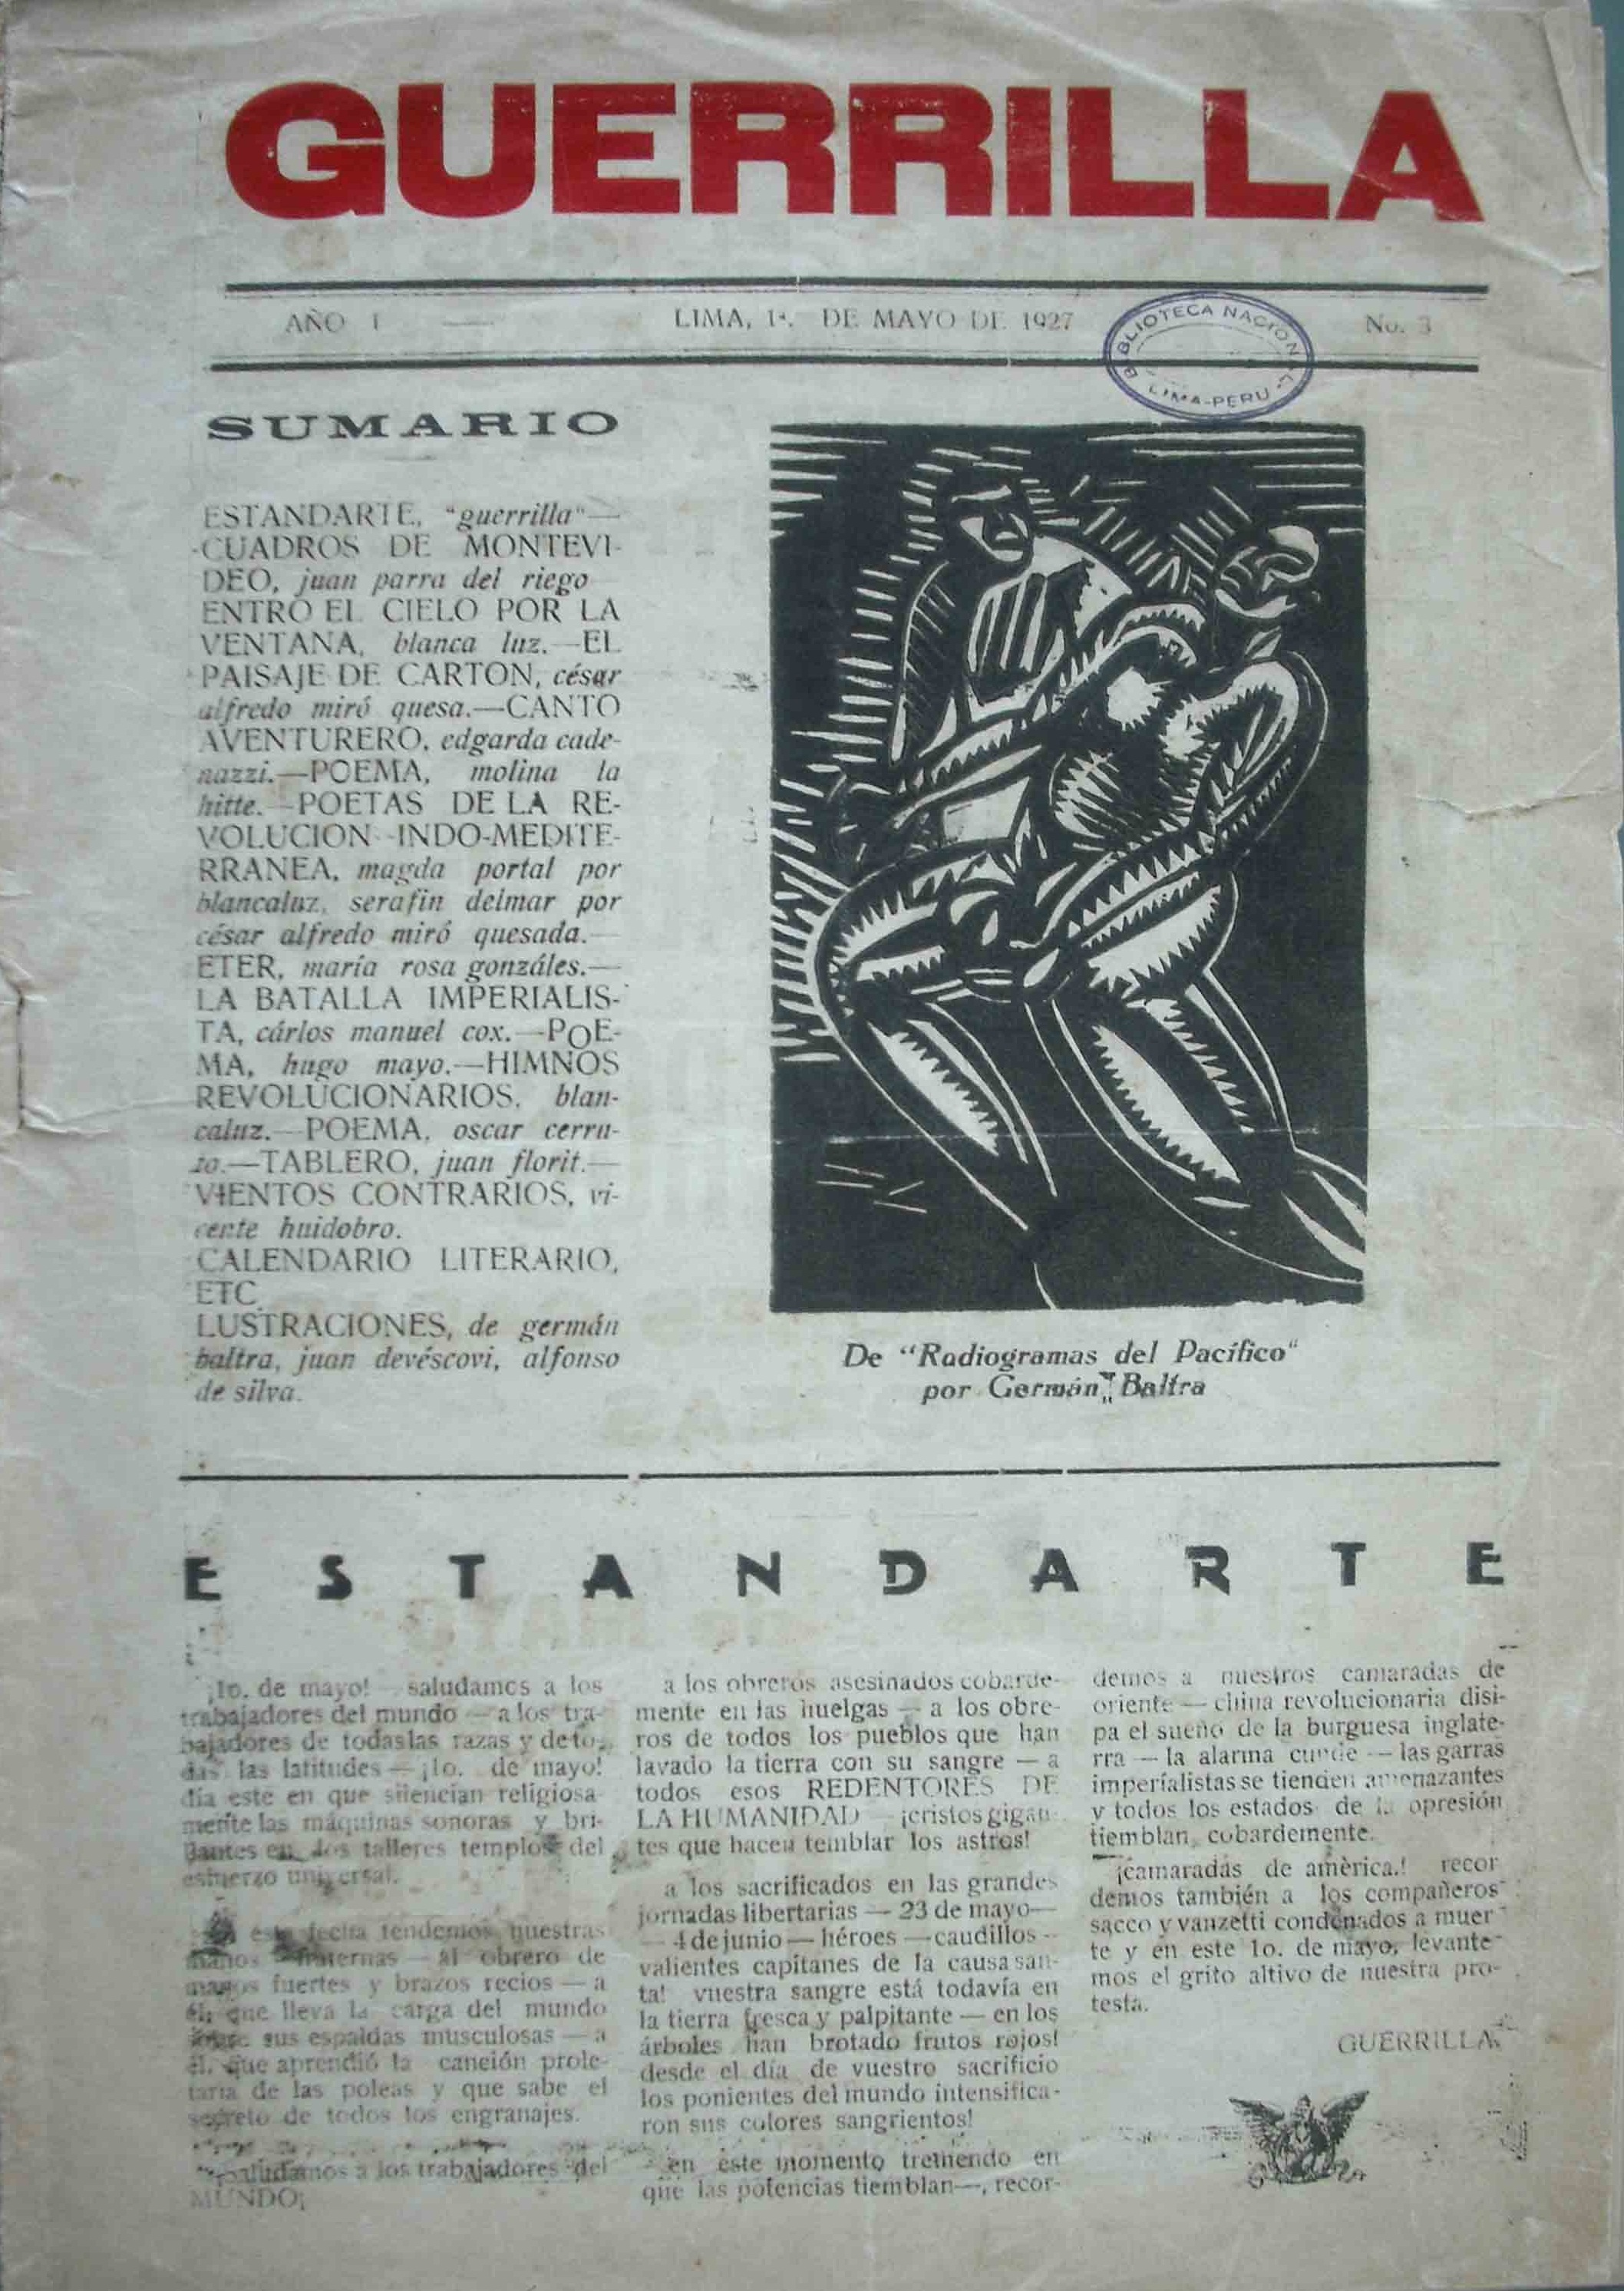 GUERRILLA
AÑO I — LIMA, 1ª. DE MAYO DE 1927 No. 3
BIBLIOTECA NACIONAL
LIMA-PERU
SUMARIO
ESTANDARTE, "guerrilla"—
CUADROS DE MONTEVI-
DEO, juan parra del riego
ENTRO EL CIELO POR LA
VENTANA, blanca luz.—EL
PAISAJE DE CARTON, césar
alfredo miró quesa.—CANTO
AVENTURERO, edgarda cade-
nazzi.—POEMA, molina la
hitte.—POETAS DE LA RE-
VOLUCION INDO-MEDITE-
RRANEA, magda portal por
blancaluz, serafin delmar por
césar alfredo miró quesada.—
ETER, maría rosa gonzáles.—
LA BATALLA IMPERIALIS-
TA, cárlos manuel cox.—POE-
MA, hugo mayo.—HIMNOS
REVOLUCIONARIOS, blan-
caluz.—POEMA, oscar cerru-
to.—TABLERO, juan florit.—
VIENTOS CONTRARIOS, vi-
cente huidobro.
CALENDARIO LITERARIO,
ETC.
LUSTRACIONES, de germán
baltra, juan devéscovi, alfonso
de silva.
De "Radiogramas del Pacífico"
por Germán Baltra
ESTANDARTE
¡1o. de mayo! saludamos a los
trabajadores del mundo — a los tra-
bajadores de todaslas razas y de to-
das las latitudes — ¡1o. de mayo!
día este en que silencian religiosa-
mente las máquinas sonoras y bri-
llantes en los talleres templos del
esfuerzo universal.
esta fecha tendemos nuestras
manos fraternas — al obrero de
manos fuertes y brazos recios — a
él, que lleva la carga del mundo
sobre sus espaldas musculosas — a
él, que aprendió la canción prole-
taria de las poleas y que sabe el
secreto de todos los engranajes.
saludamos a los trabajadores del
MUNDO;
a los obreros asesinados cobarde-
mente en las huelgas — a los obre-
ros de todos los pueblos que han
lavado la tierra con su sangre — a
todos esos REDENTORES DE
LA HUMANIDAD ¡cristos gigan-
tes que hacen temblar los astros!
a los sacrificados en las grandes
jornadas libertarias — 23 de mayo—
— 4 de junio — héroes — caudillos -
valientes capitanes de la causa san-
ta! vuestra sangre está todavía en
la tierra fresca y palpitante — en los
árboles han brotado frutos rojos!
desde el día de vuestro sacrificio
los ponientes del mundo intensifica-
ron sus colores sangrientos!
en este momento tremendo en
que las potencias tiemblan—, recor-
demos a nuestros camaradas de
oriente — china revolucionaria disi-
pa el sueño de la burguesa inglate-
rra — la alarma cunde — las garras
imperialistas se tienden amenazantes
y todos los estados de la opresión
tiemblan, cobardemente.
¡camaradas de amèrica.! recor
demos también a los compañeros
sacco y vanzetti condenados a muer
te y en este 1o. de mayo, levante-
mos el grito altivo de nuestra pro-
testa.
GUERRILLA.